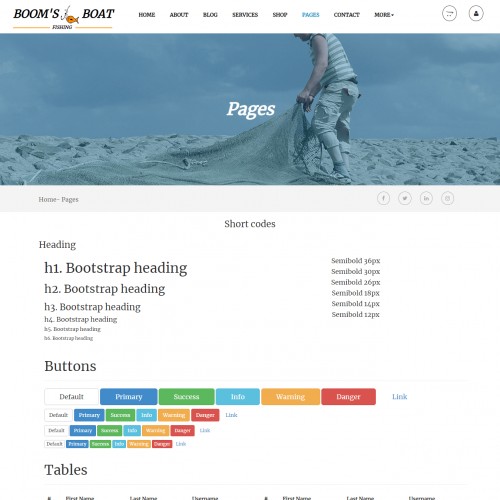 BOOM'S BOAT
FISHING
HOME ABOUT BLOG SERVICES SHOP PAGES CONTACT MORE
Pages
Home- Pages
Short codes
Heading
h1. Bootstrap heading
h2. Bootstrap heading
h3. Bootstrap heading
h4. Bootstrap heading
h5. Bootstrap heading
h6. Bootstrap heading
Semibold 36px
Semibold 30px
Semibold 26px
Semibold 18px
Semibold 14px
Semibold 12px
Buttons
Default Primary Success Info Warning Danger Link
Default Primary Success Info Warning Danger Link
Default Primary Success Info Warning Danger Link
Default Primary Success Info Warning Danger Link
Tables
# First Name Last Name Username # First Name Last Name Username